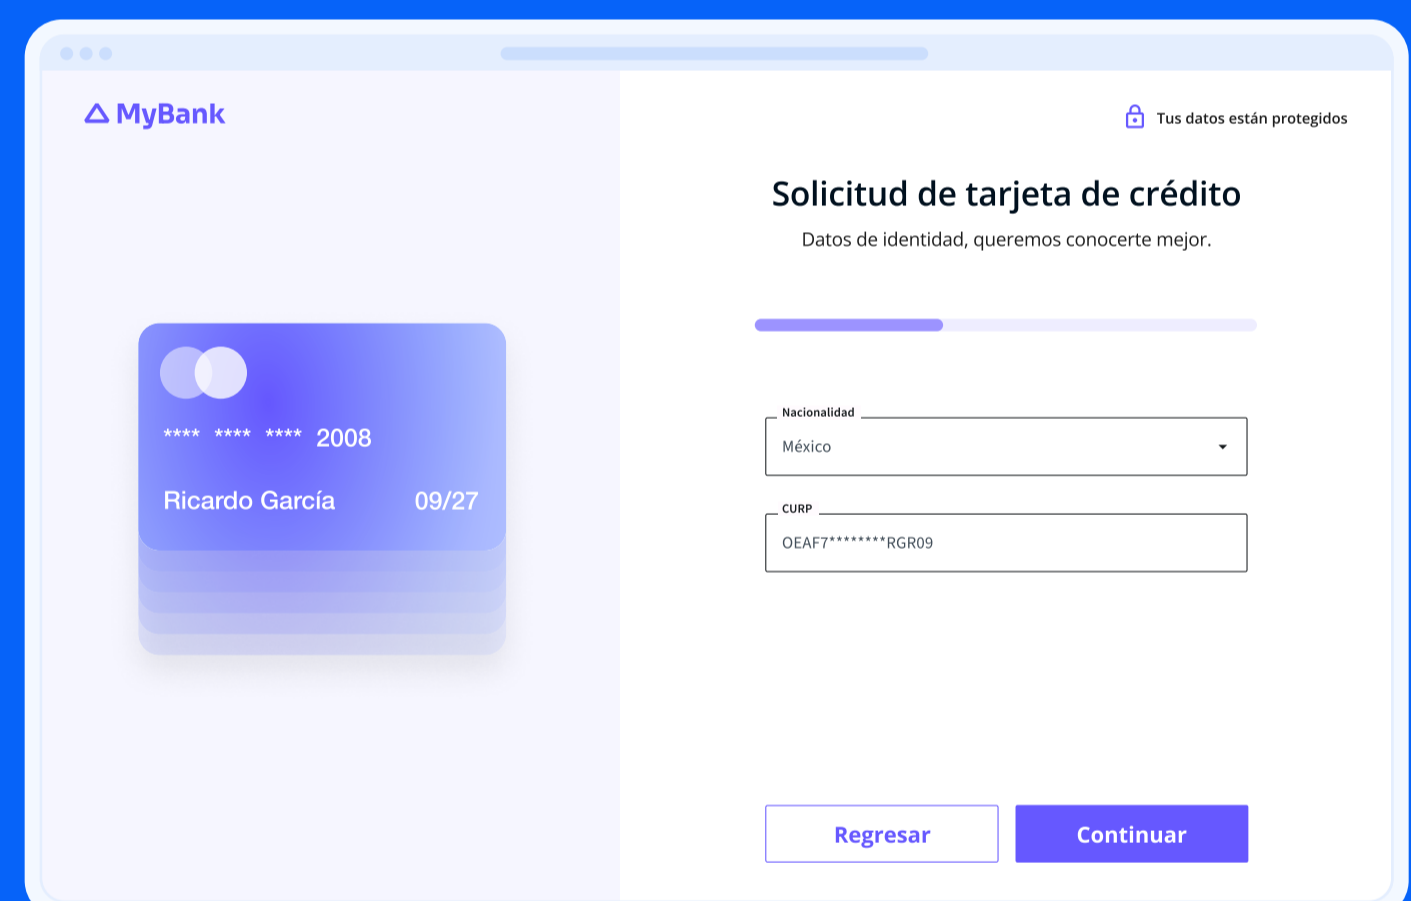 MyBank
Tus datos están protegidos
Solicitud de tarjeta de crédito
Datos de identidad, queremos conocerte mejor.
**** **** **** 2008
Ricardo García 09/27
Nacionalidad
México
CURP
OEAF7********RGR09
Regresar
Continuar